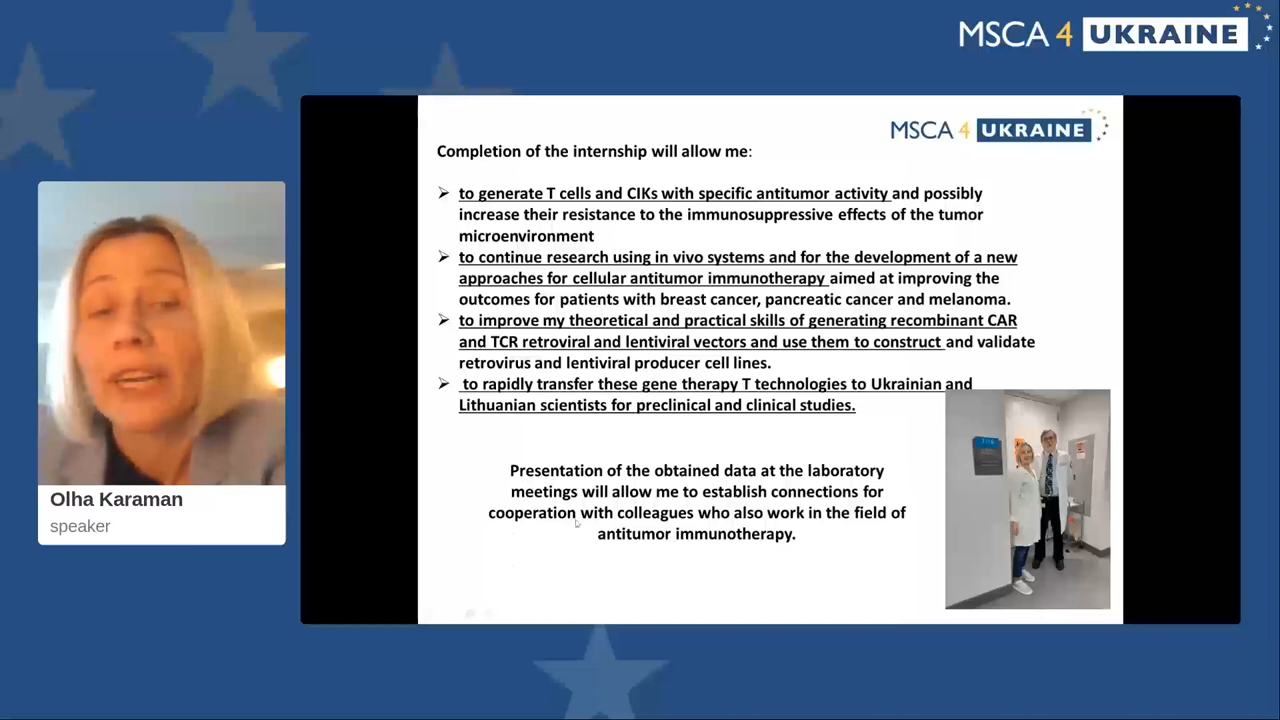 MSCA 4 UKRAINE
MSCA 4 UKRAINE
Completion of the internship will allow me:
➢ to generate T cells and CIKs with specific antitumor activity and possibly
increase their resistance to the immunosuppressive effects of the tumor
microenvironment
➢ to continue research using in vivo systems and for the development of a new
approaches for cellular antitumor immunotherapy aimed at improving the
outcomes for patients with breast cancer, pancreatic cancer and melanoma.
➢ to improve my theoretical and practical skills of generating recombinant CAR
and TCR retroviral and lentiviral vectors and use them to construct and validate
retrovirus and lentiviral producer cell lines.
➢ to rapidly transfer these gene therapy T technologies to Ukrainian and
Lithuanian scientists for preclinical and clinical studies.
Presentation of the obtained data at the laboratory
meetings will allow me to establish connections for
cooperation with colleagues who also work in the field of
antitumor immunotherapy.
Olha Karaman
speaker